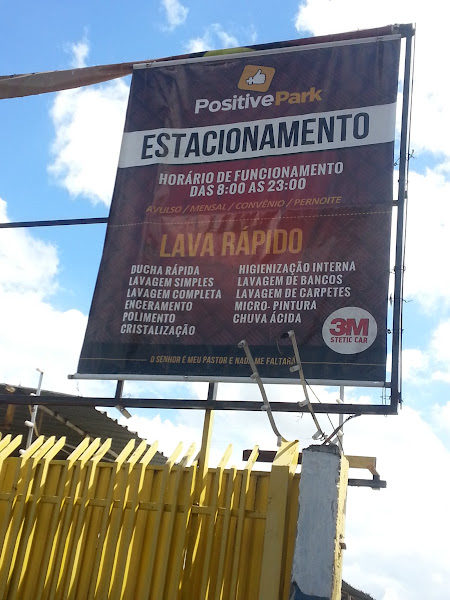 PositivePark
ESTACIONAMENTO
HORÁRIO DE FUNCIONAMENTO
DAS 8:00 AS 23:00
AVULSO / MENSAL / CONVÊNIO / PERNOITE
LAVA RÁPIDO
DUCHA RÁPIDA
LAVAGEM SIMPLES
LAVAGEM COMPLETA
ENCERAMENTO
POLIMENTO
CRISTALIZAÇÃO
HIGIENIZAÇÃO INTERNA
LAVAGEM DE BANCOS
LAVAGEM DE CARPETES
MICRO- PINTURA
CHUVA ÁCIDA
3M
STETIC CAR
O SENHOR É MEU PASTOR E NADA ME FALTARÁ